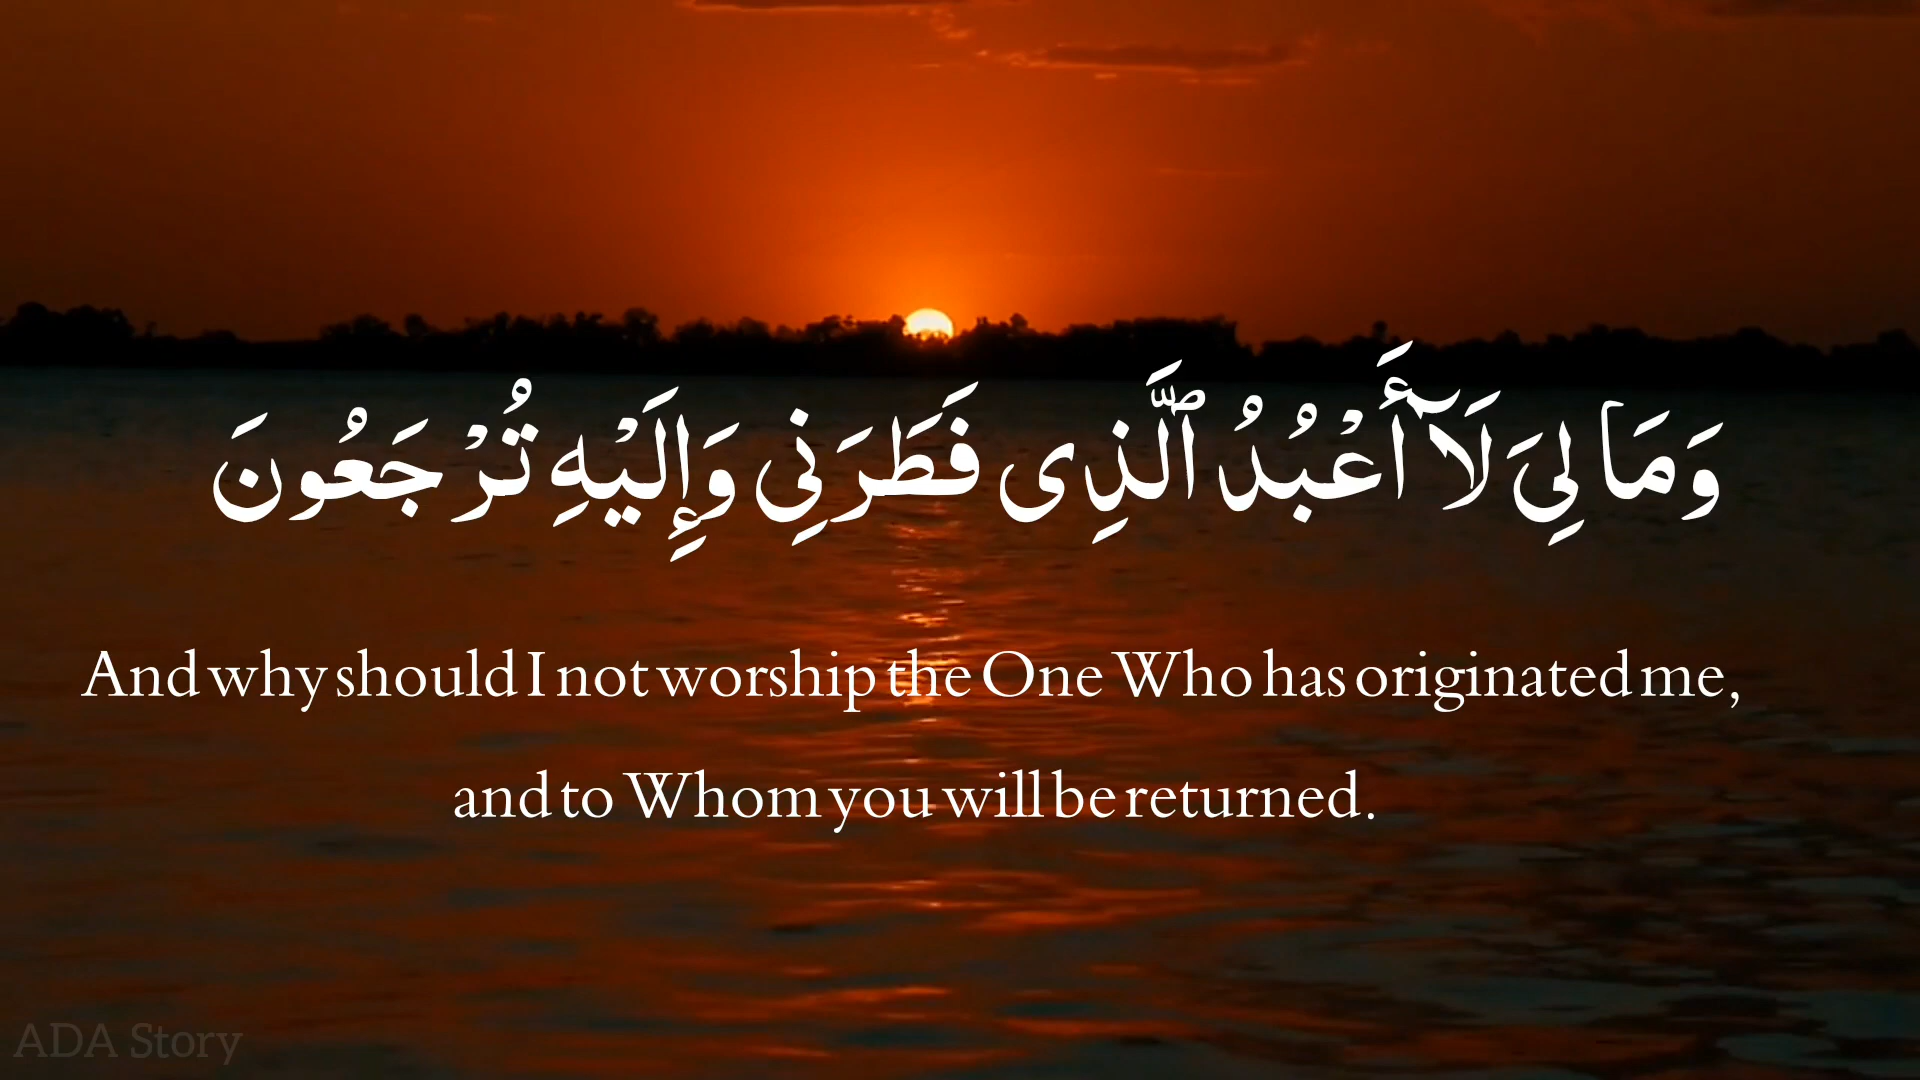 وَمَا لِىَ لَآ أَعْبُدُ ٱلَّذِى فَطَرَنِى وَإِلَيْهِ تُرْجَعُونَ
And why should I not worship the One Who has originated me,
and to Whom you will be returned.
ADA Story